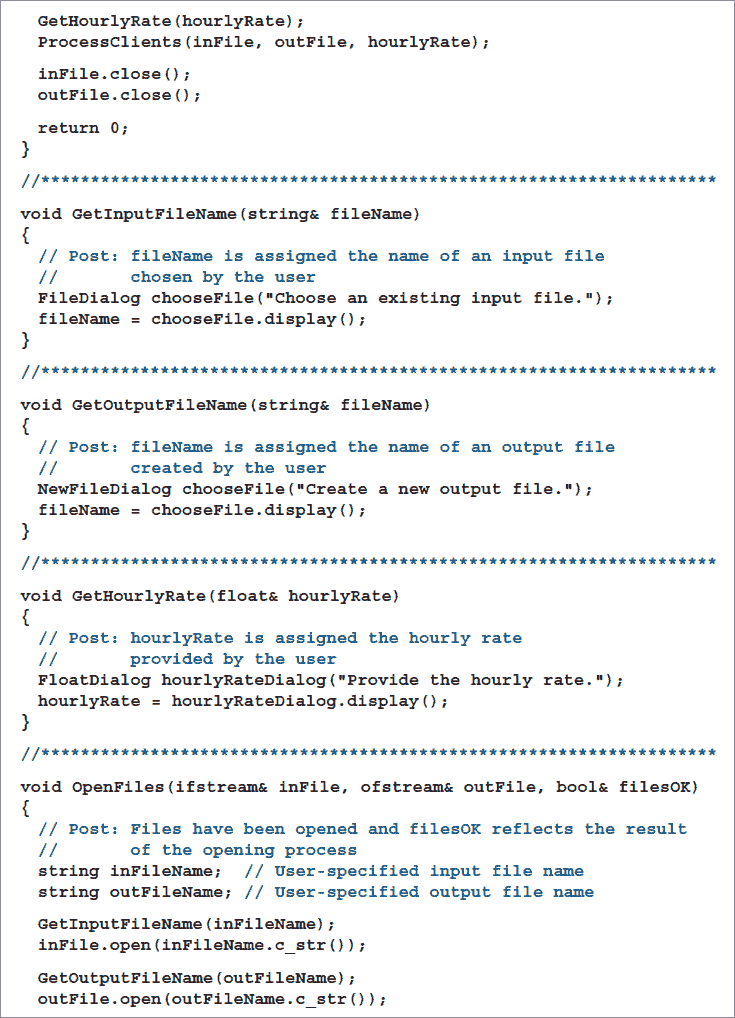 GetHourlyRate(hourlyRate);
ProcessClients(inFile, outFile, hourlyRate);
inFile.close();
outFile.close();
return 0;
}
//********************************************************************
void GetInputFileName(string& fileName)
{
// Post: fileName is assigned the name of an input file
//       chosen by the user
FileDialog chooseFile("Choose an existing input file.");
fileName = chooseFile.display();
}
//********************************************************************
void GetOutputFileName(string& fileName)
{
// Post: fileName is assigned the name of an output file
//       created by the user
NewFileDialog chooseFile("Create a new output file.");
fileName = chooseFile.display();
}
//********************************************************************
void GetHourlyRate(float& hourlyRate)
{
// Post: hourlyRate is assigned the hourly rate
//       provided by the user
FloatDialog hourlyRateDialog("Provide the hourly rate.");
hourlyRate = hourlyRateDialog.display();
}
//********************************************************************
void OpenFiles(ifstream& inFile, ofstream& outFile, bool& filesOK)
{
// Post: Files have been opened and filesOK reflects the result
//       of the opening process
string inFileName;  // User-specified input file name
string outFileName; // User-specified output file name
GetInputFileName(inFileName);
inFile.open(inFileName.c_str());
GetOutputFileName(outFileName);
outFile.open(outFileName.c_str());